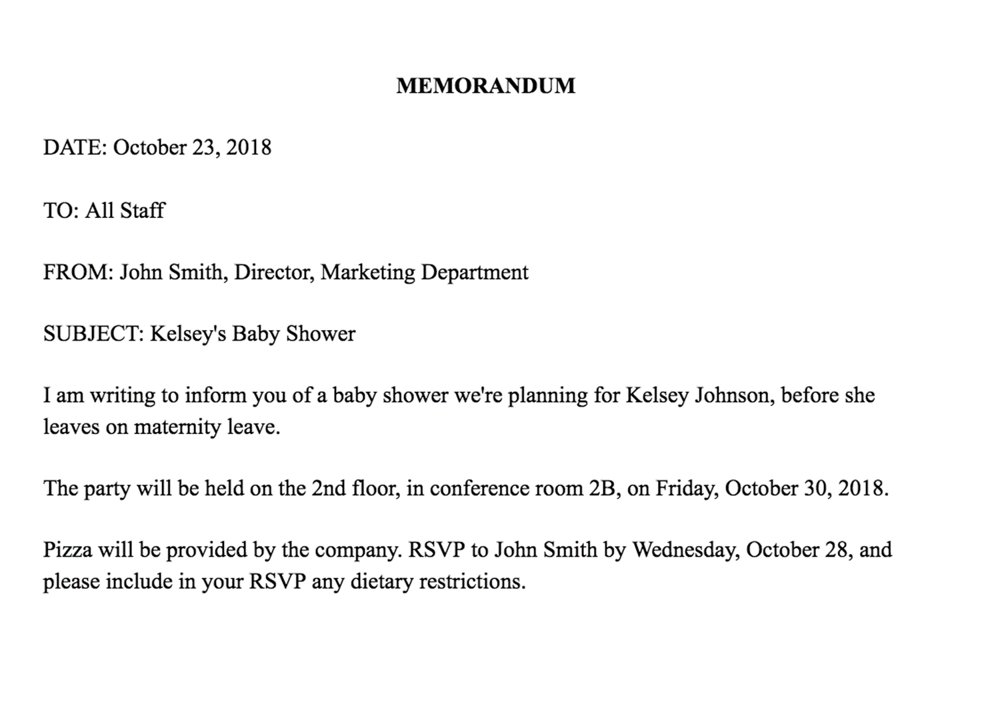 MEMORANDUM
DATE: October 23, 2018
TO: All Staff
FROM: John Smith, Director, Marketing Department
SUBJECT: Kelsey's Baby Shower
I am writing to inform you of a baby shower we're planning for Kelsey Johnson, before she
leaves on maternity leave.
The party will be held on the 2nd floor, in conference room 2B, on Friday, October 30, 2018.
Pizza will be provided by the company. RSVP to John Smith by Wednesday, October 28, and
please include in your RSVP any dietary restrictions.